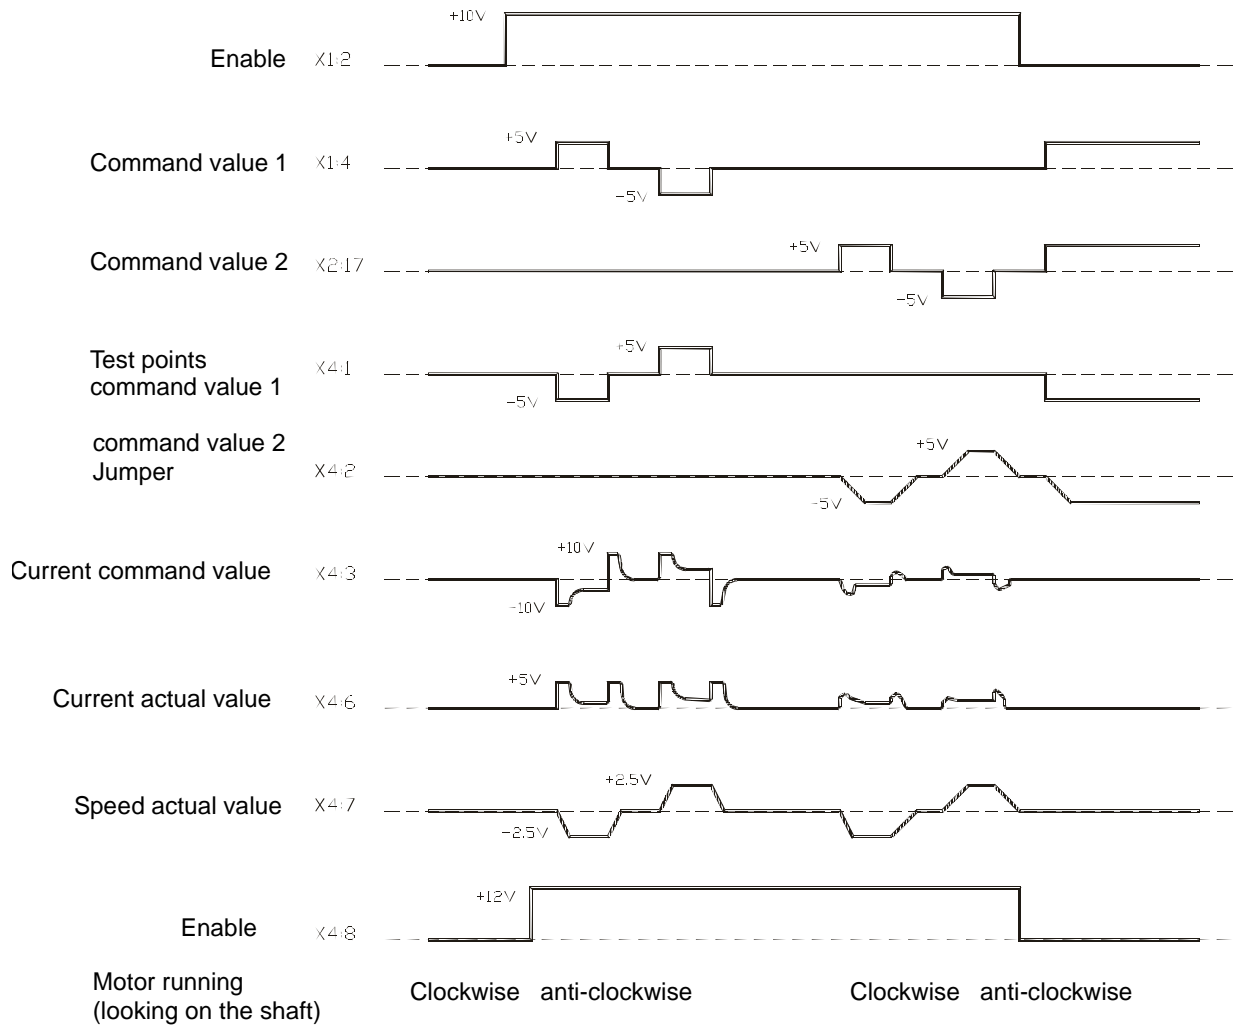 +10V
Enable X1:2
+5V
Command value 1 X1:4
-5V
+5V
Command value 2 X2:17
-5V
+5V
Test points
command value 1 X4:1
-5V
command value 2
Jumper X4:2
+5V
-5V
+10V
Current command value X4:3
-10V
+5V
Current actual value X4:6
+2.5V
Speed actual value X4:7
-2.5V
+12V
Enable X4:8
Motor running
(looking on the shaft) Clockwise anti-clockwise Clockwise anti-clockwise